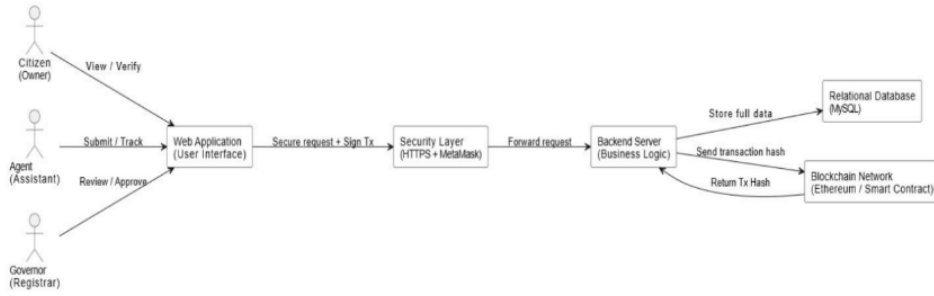 Citizen
(Owner)
View / Verify
Agent
(Assistant)
Submit / Track
Governor
(Registrar)
Review / Approve
Web Application
(User Interface)
Secure request + Sign Tx
Security Layer
(HTTPS + MetaMask)
Forward request
Backend Server
(Business Logic)
Store full data
Relational Database
(MySQL)
Send transaction hash
Return Tx Hash
Blockchain Network
(Ethereum / Smart Contract)